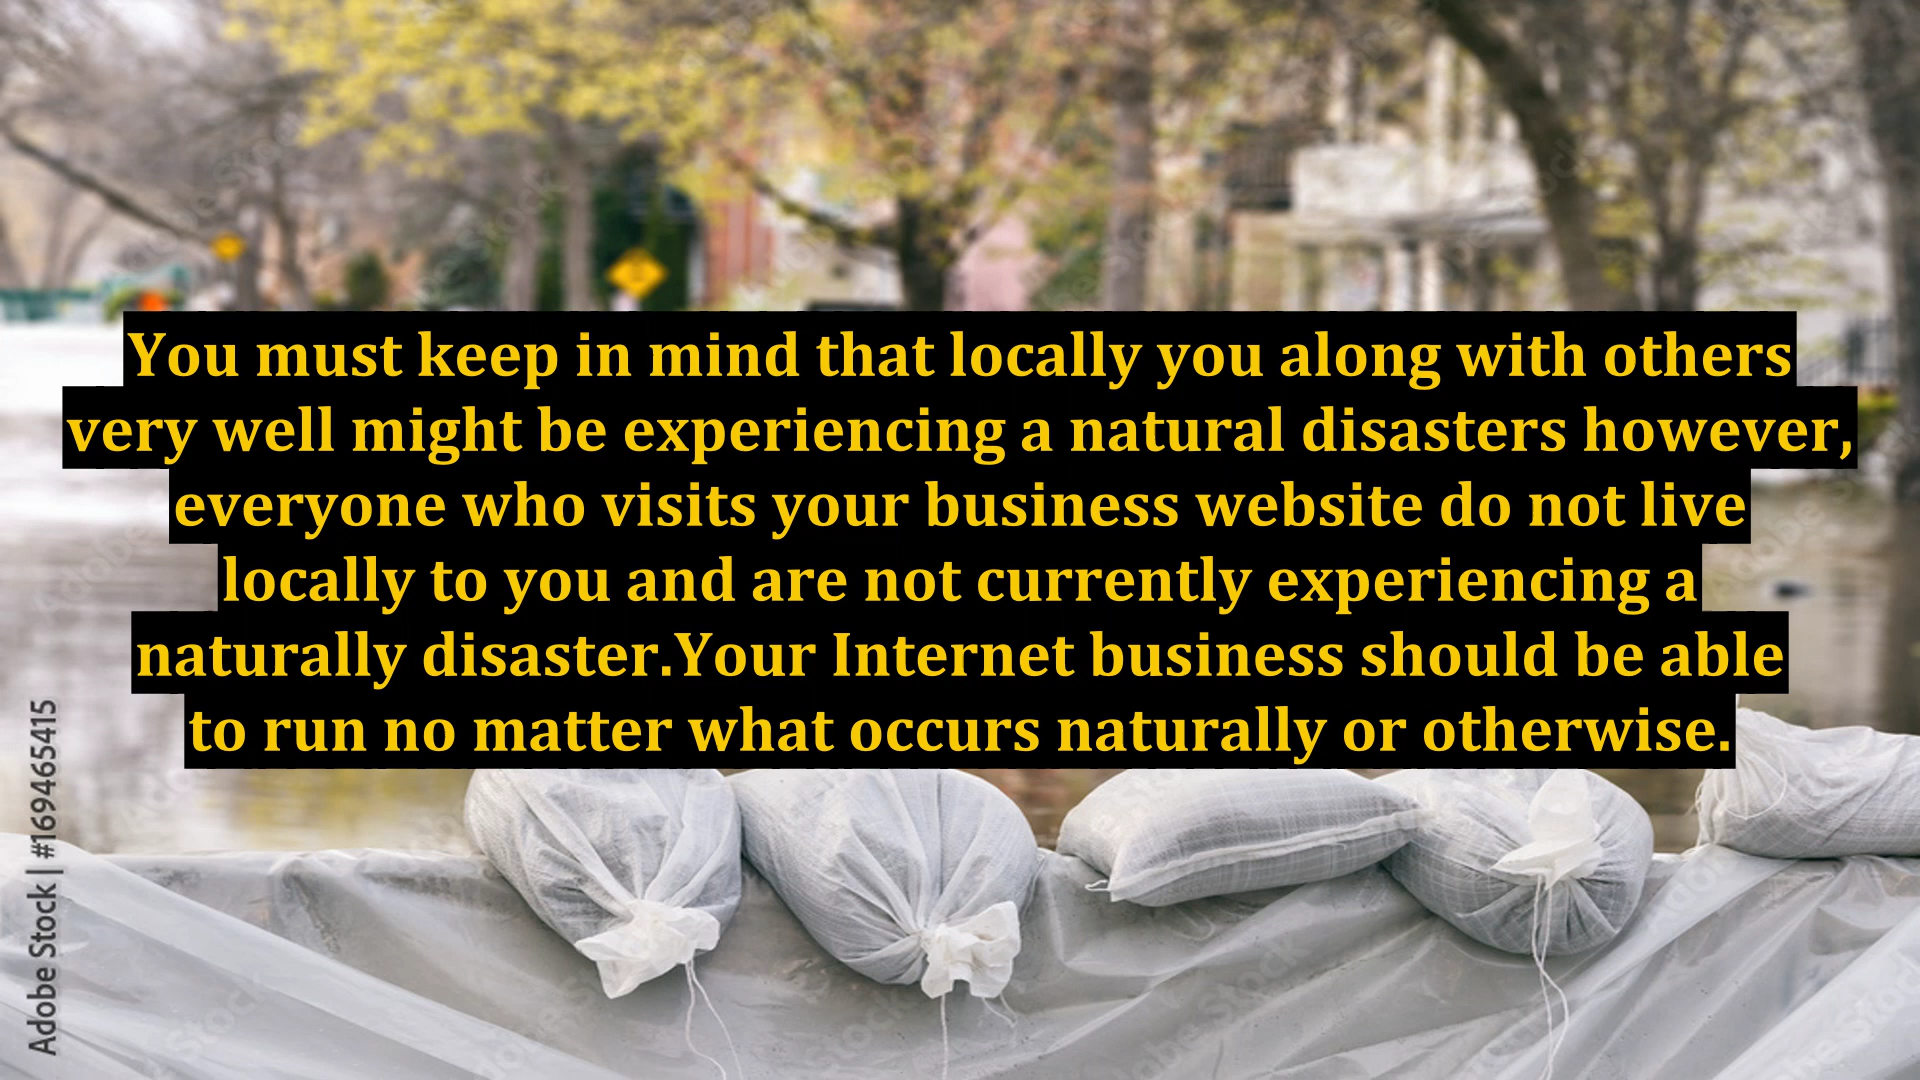 You must keep in mind that locally you along with others
very well might be experiencing a natural disasters however,
everyone who visits your business website do not live
locally to you and are not currently experiencing a
naturally disaster.Your Internet business should be able
to run no matter what occurs naturally or otherwise.
Adobe Stock | #169465415